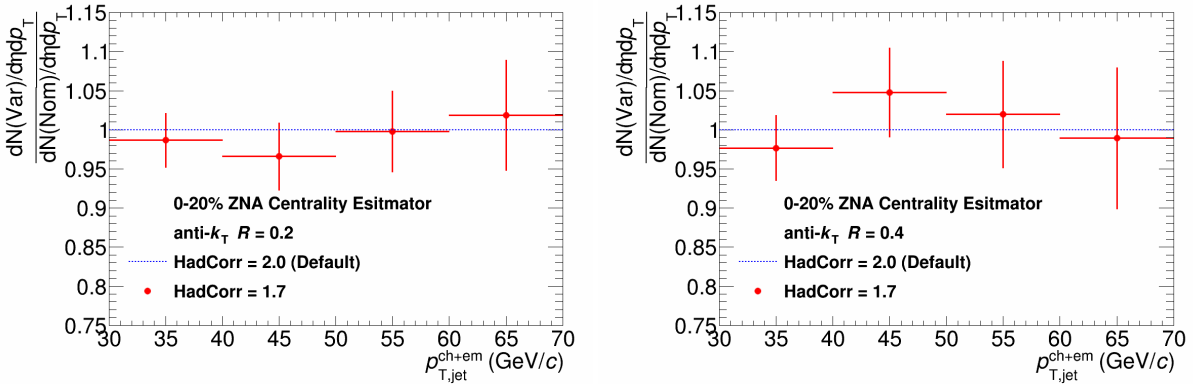 dN(Var)/dηdp_T
dN(Nom)/dηdp_T
1.15
1.1
1.05
1
0.95
0.9
0.85
0.8
0.75
0-20% ZNA Centrality Esitmator
anti-k_T R = 0.2
HadCorr = 2.0 (Default)
HadCorr = 1.7
30 35 40 45 50 55 60 65 70
p_T,jet^ch+em (GeV/c)
dN(Var)/dηdp_T
dN(Nom)/dηdp_T
1.15
1.1
1.05
1
0.95
0.9
0.85
0.8
0.75
0-20% ZNA Centrality Esitmator
anti-k_T R = 0.4
HadCorr = 2.0 (Default)
HadCorr = 1.7
30 35 40 45 50 55 60 65 70
p_T,jet^ch+em (GeV/c)